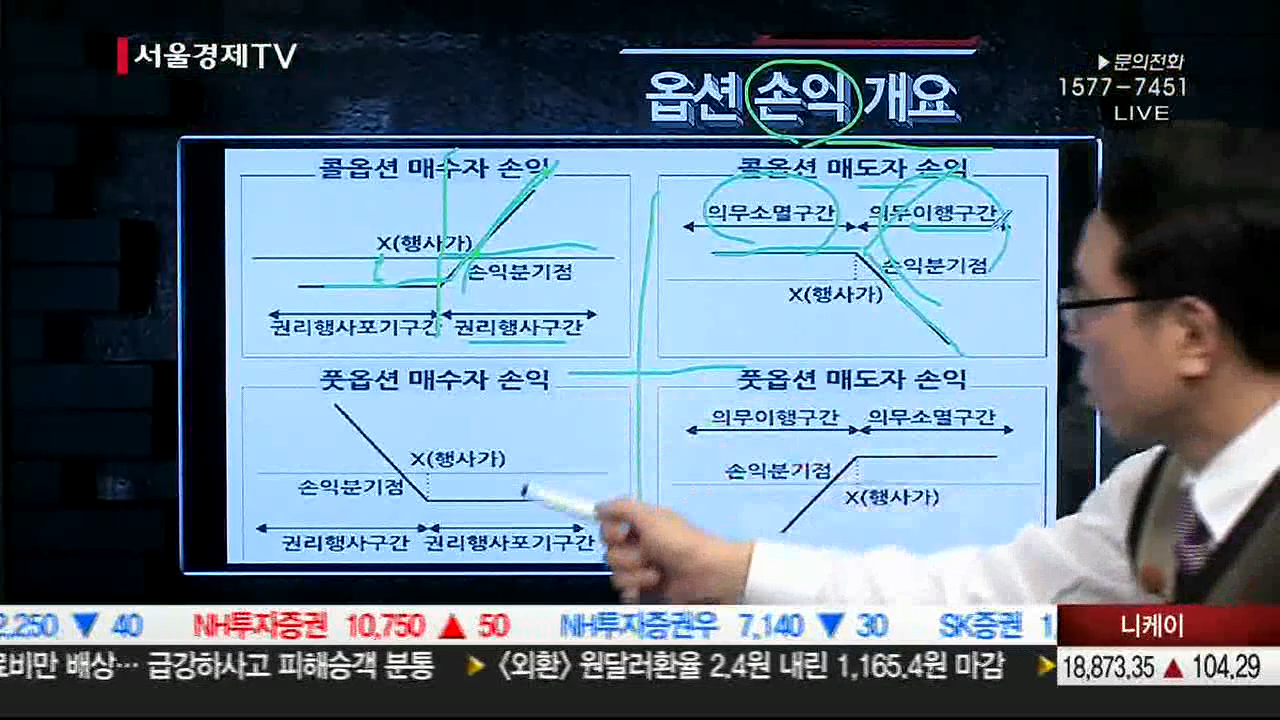 서울경제TV
옵션 손익 개요
▶문의전화
1577-7451
LIVE
콜옵션 매수자 손익
X(행사가)
손익분기점
권리행사포기구간 권리행사구간
콜옵션 매도자 손익
의무소멸구간 의무이행구간
손익분기점
X(행사가)
풋옵션 매수자 손익
X(행사가)
손익분기점
권리행사구간 권리행사포기구간
풋옵션 매도자 손익
의무이행구간 의무소멸구간
손익분기점
X(행사가)
2,250 ▼ 40 NH투자증권 10,750 ▲ 50 NH투자증권우 7,140 ▼ 30 SK증권 1,
니케이
비만 배상… 급강하사고 피해승객 분통 ▶ 〈외환〉 원달러환율 2.4원 내린 1,165.4원 마감
18,873.35 ▲ 104.29